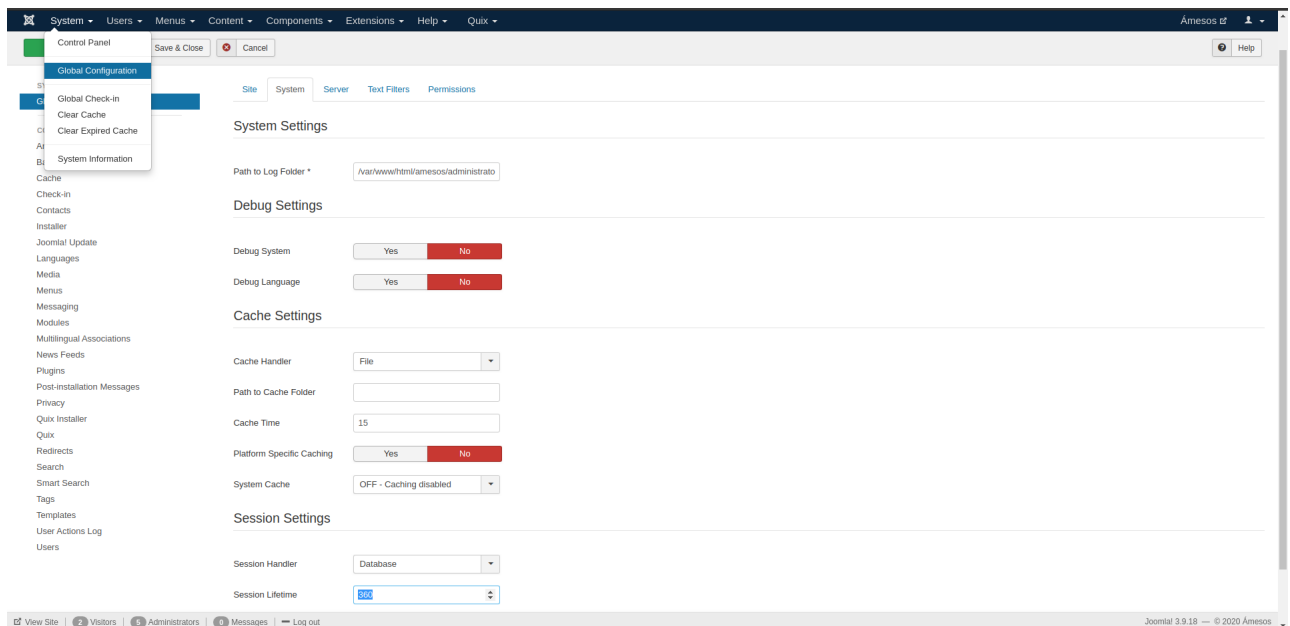 System Users Menus Content Components Extensions Help Quix Ámesos
Control Panel
Global Configuration
Global Check-in
Clear Cache
Clear Expired Cache
System Information
Save & Close Cancel Help
Cache
Check-in
Contacts
Installer
Joomla! Update
Languages
Media
Menus
Messaging
Modules
Multilingual Associations
News Feeds
Plugins
Post-installation Messages
Privacy
Quix Installer
Quix
Redirects
Search
Smart Search
Tags
Templates
User Actions Log
Users
Site System Server Text Filters Permissions
System Settings
Path to Log Folder * /var/www/html/amesos/administrato
Debug Settings
Debug System Yes No
Debug Language Yes No
Cache Settings
Cache Handler File
Path to Cache Folder
Cache Time 15
Platform Specific Caching Yes No
System Cache OFF - Caching disabled
Session Settings
Session Handler Database
Session Lifetime 360
View Site 2 Visitors 5 Administrators 0 Messages Log out Joomla! 3.9.18 — © 2020 Ámesos